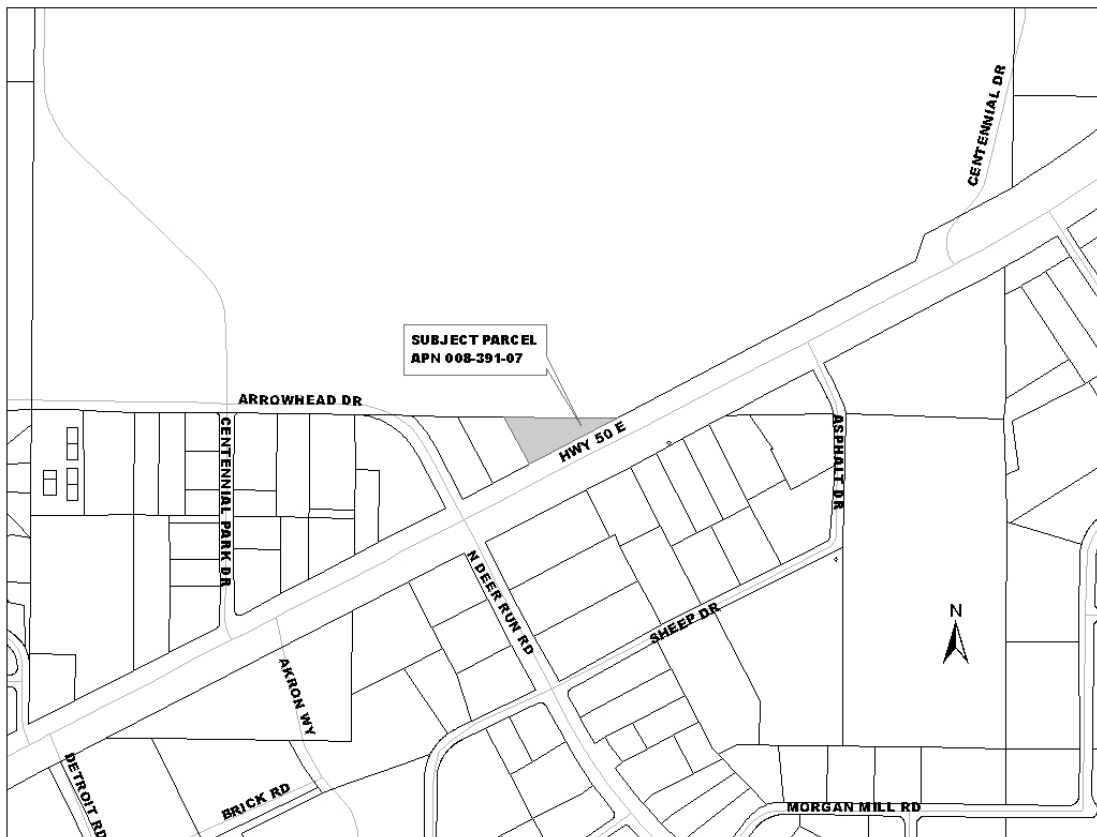 CENTENNIAL DR
SUBJECT PARCEL
APN 008-391-07
ARROWHEAD DR
HWY 50 E
CENTENNIAL PARK DR
ASPHALT DR
N DEER RUN RD
SHEEP DR
N
AKRON WY
DETROIT RD
BRICK RD
MORGAN MILL RD